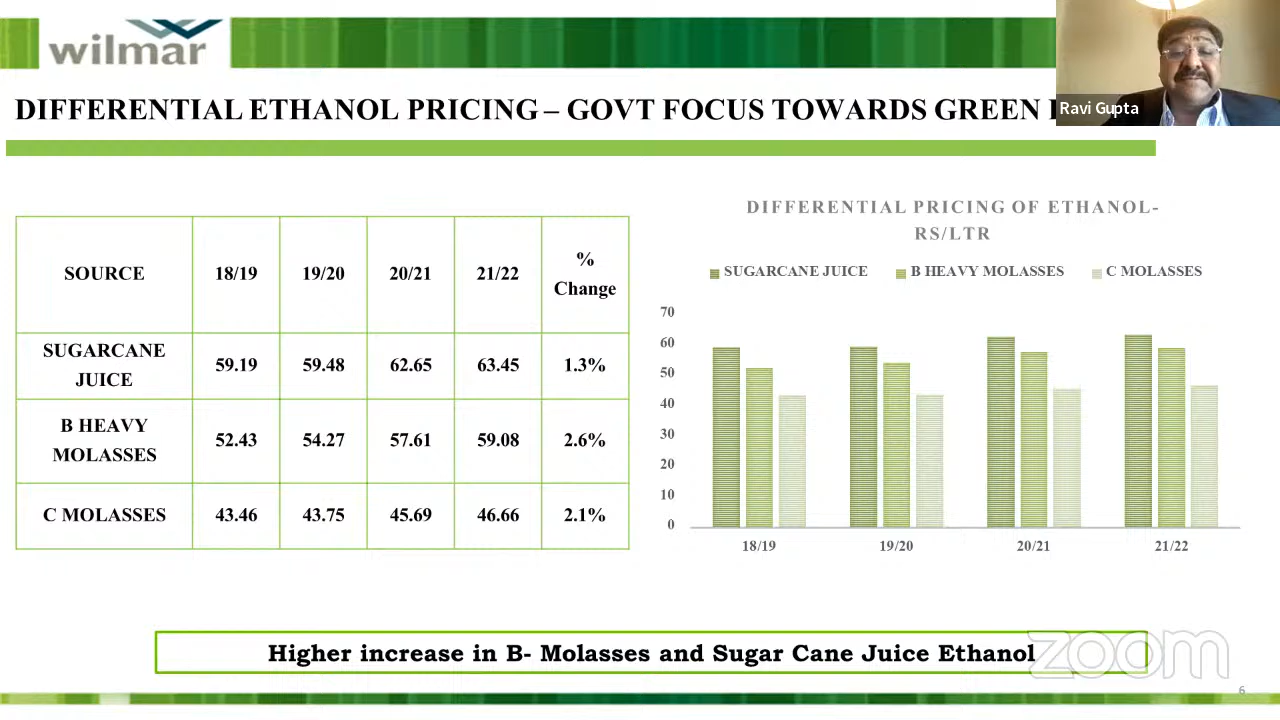 wilmar
Ravi Gupta
DIFFERENTIAL ETHANOL PRICING – GOVT FOCUS TOWARDS GREEN
SOURCE 18/19 19/20 20/21 21/22 % Change
SUGARCANE JUICE 59.19 59.48 62.65 63.45 1.3%
B HEAVY MOLASSES 52.43 54.27 57.61 59.08 2.6%
C MOLASSES 43.46 43.75 45.69 46.66 2.1%
DIFFERENTIAL PRICING OF ETHANOL-
RS/LTR
SUGARCANE JUICE B HEAVY MOLASSES C MOLASSES
70
60
50
40
30
20
10
0
18/19 19/20 20/21 21/22
Higher increase in B- Molasses and Sugar Cane Juice Ethanol
zoom
6